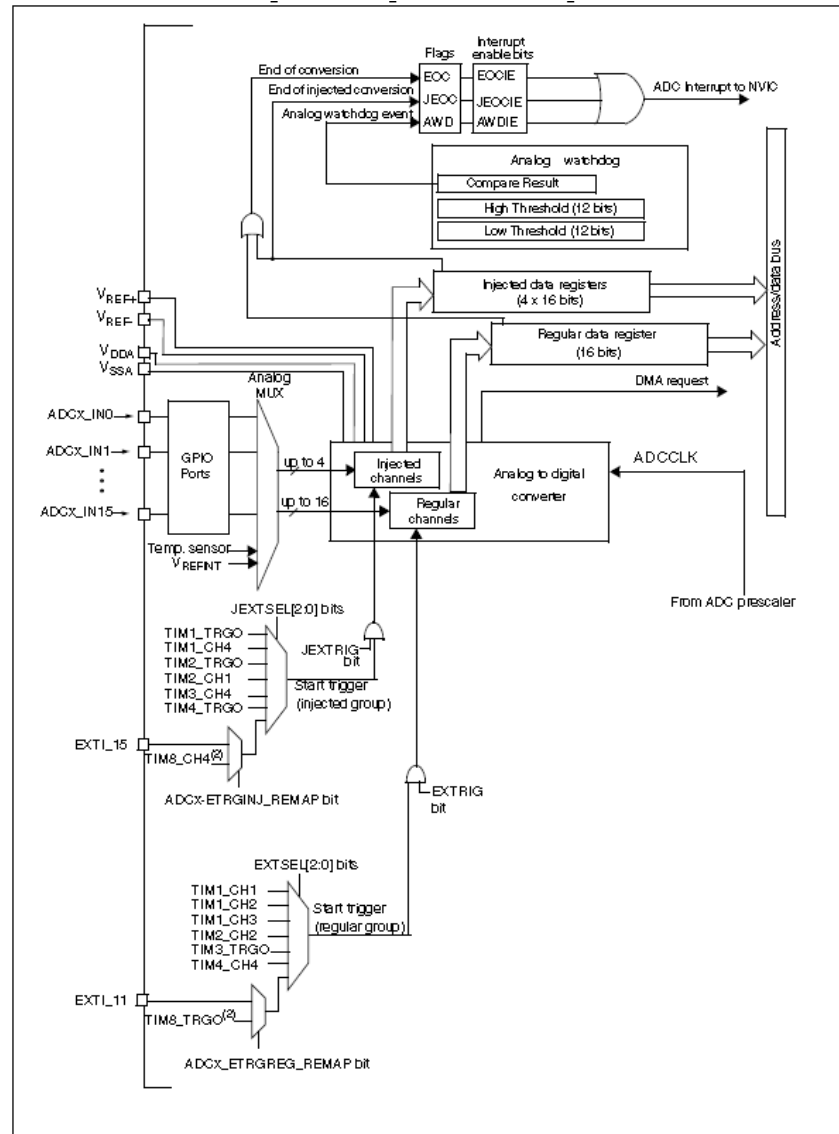 Flags
Interrupt
enable bits
End of conversion
EOC
EOCIE
End of injected conversion
JEOC
JEOCIE
ADC Interrupt to NVIC
Analog watchdog event
AWD
AWDIE
Analog watchdog
Compare Result
High Threshold (12 bits)
Low Threshold (12 bits)
Address/data bus
VREF+
VREF-
VDDA
VSSA
Injected data registers
(4 x 16 bits)
Regular data register
(16 bits)
DMA request
Analog
MUX
ADCx_IN0
ADCx_IN1
ADCx_IN15
GPIO
Ports
up to 4
up to 16
Injected
channels
Regular
channels
Analog to digital
converter
ADCCLK
Temp. sensor
VREFINT
From ADC prescaler
JEXTSEL[2:0] bits
TIM1_TRGO
TIM1_CH4
TIM2_TRGO
TIM2_CH1
TIM3_CH4
TIM4_TRGO
JEXTRIG
bit
Start trigger
(injected group)
EXTI_15
TIM8_CH4(2)
ADCx-ETRGINJ_REMAP bit
EXTRIG
bit
EXTSEL[2:0] bits
TIM1_CH1
TIM1_CH2
TIM1_CH3
TIM2_CH2
TIM3_TRGO
TIM4_CH4
Start trigger
(regular group)
EXTI_11
TIM8_TRGO(2)
ADCx_ETRGREG_REMAP bit